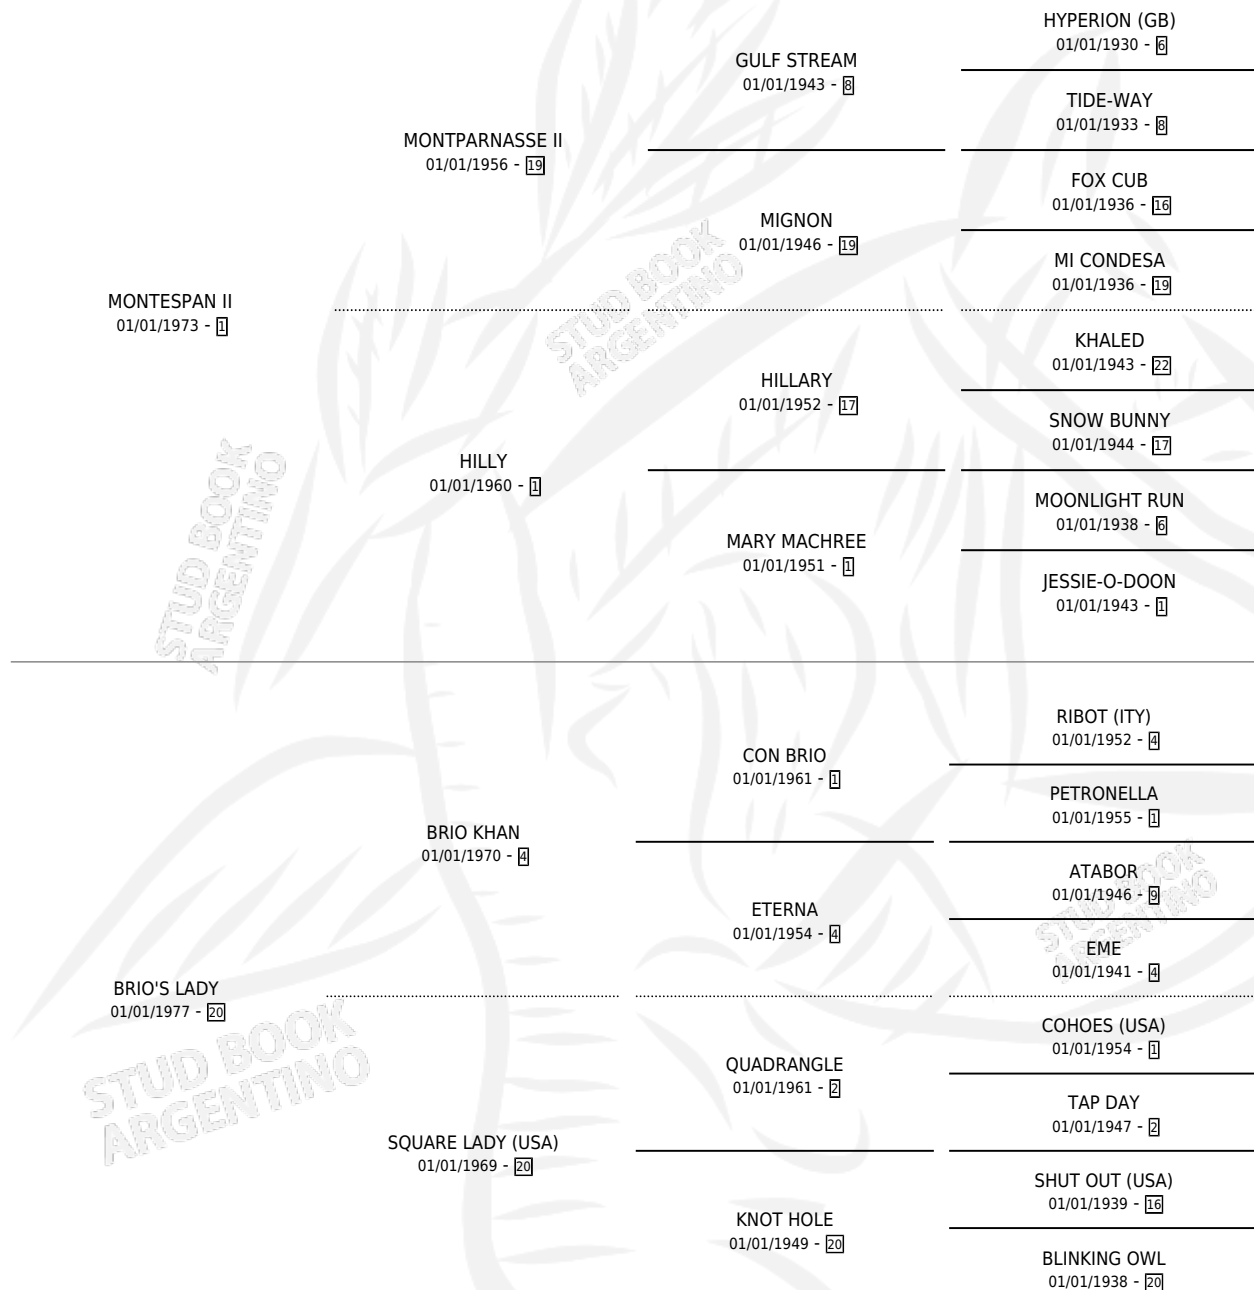 HYPERION (GB)
01/01/1930 - 6
GULF STREAM
01/01/1943 - 8
TIDE-WAY
01/01/1933 - 8
MONTPARNASSE II
01/01/1956 - 19
FOX CUB
01/01/1936 - 16
MIGNON
01/01/1946 - 19
MI CONDESA
01/01/1936 - 19
MONTESPAN II
01/01/1973 - 1
KHALED
01/01/1943 - 22
HILLARY
01/01/1952 - 17
SNOW BUNNY
01/01/1944 - 17
HILLY
01/01/1960 - 1
MOONLIGHT RUN
01/01/1938 - 6
MARY MACHREE
01/01/1951 - 1
JESSIE-O-DOON
01/01/1943 - 1
RIBOT (ITY)
01/01/1952 - 4
CON BRIO
01/01/1961 - 1
PETRONELLA
01/01/1955 - 1
BRIO KHAN
01/01/1970 - 4
ATABOR
01/01/1946 - 9
ETERNA
01/01/1954 - 4
EME
01/01/1941 - 4
BRIO'S LADY
01/01/1977 - 20
COHOES (USA)
01/01/1954 - 1
QUADRANGLE
01/01/1961 - 2
TAP DAY
01/01/1947 - 2
SQUARE LADY (USA)
01/01/1969 - 20
SHUT OUT (USA)
01/01/1939 - 16
KNOT HOLE
01/01/1949 - 20
BLINKING OWL
01/01/1938 - 20
STUD BOOK
ARGENTINO
STUD BOOK
ARGENTINO
STUD BOOK
ARGENTINO
STUD BOOK
ARGENTINO